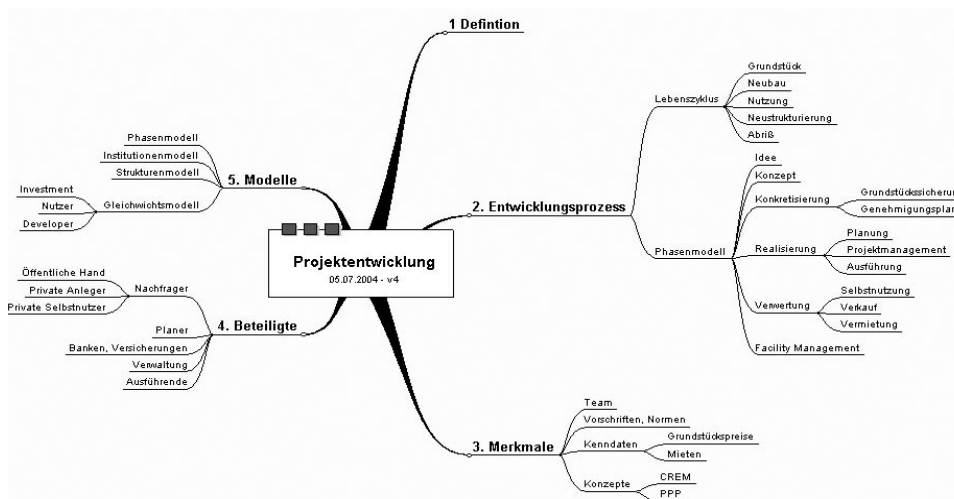 1 Defintion
Grundstück
Neubau
Lebenszyklus
Nutzung
Neustrukturierung
Abriß
Idee
Konzept
Grundstückssicherun
Konkretisierung
Genehmigungsplan
2. Entwicklungsprozess
Planung
Phasenmodell
Realisierung
Projektmanagement
Ausführung
Selbstnutzung
Verwertung
Verkauf
Vermietung
Facility Management
Team
Vorschriften, Normen
Grundstückspreise
3. Merkmale
Kenndaten
Mieten
CREM
Konzepte
PPP
Phasenmodell
Institutionenmodell
Strukturenmodell
5. Modelle
Investment
Nutzer
Gleichwichtsmodell
Developer
Projektentwicklung
05.07.2004 - v4
Öffentliche Hand
Private Anleger
Nachfrager
Private Selbstnutzer
4. Beteiligte
Planer
Banken, Versicherungen
Verwaltung
Ausführende